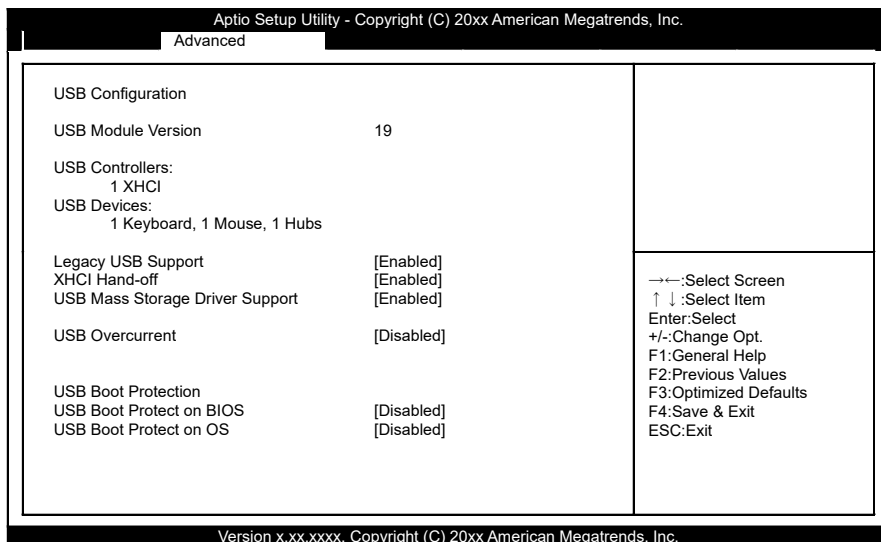 Aptio Setup Utility - Copyright (C) 20xx American Megatrends, Inc.
Advanced
USB Configuration
USB Module Version 19
USB Controllers:
1 XHCI
USB Devices:
1 Keyboard, 1 Mouse, 1 Hubs
Legacy USB Support [Enabled]
XHCI Hand-off [Enabled]
USB Mass Storage Driver Support [Enabled]
USB Overcurrent [Disabled]
USB Boot Protection
USB Boot Protect on BIOS [Disabled]
USB Boot Protect on OS [Disabled]
→←:Select Screen
↑↓:Select Item
Enter:Select
+/-:Change Opt.
F1:General Help
F2:Previous Values
F3:Optimized Defaults
F4:Save & Exit
ESC:Exit
Version x.xx.xxxx. Copyright (C) 20xx American Megatrends, Inc.